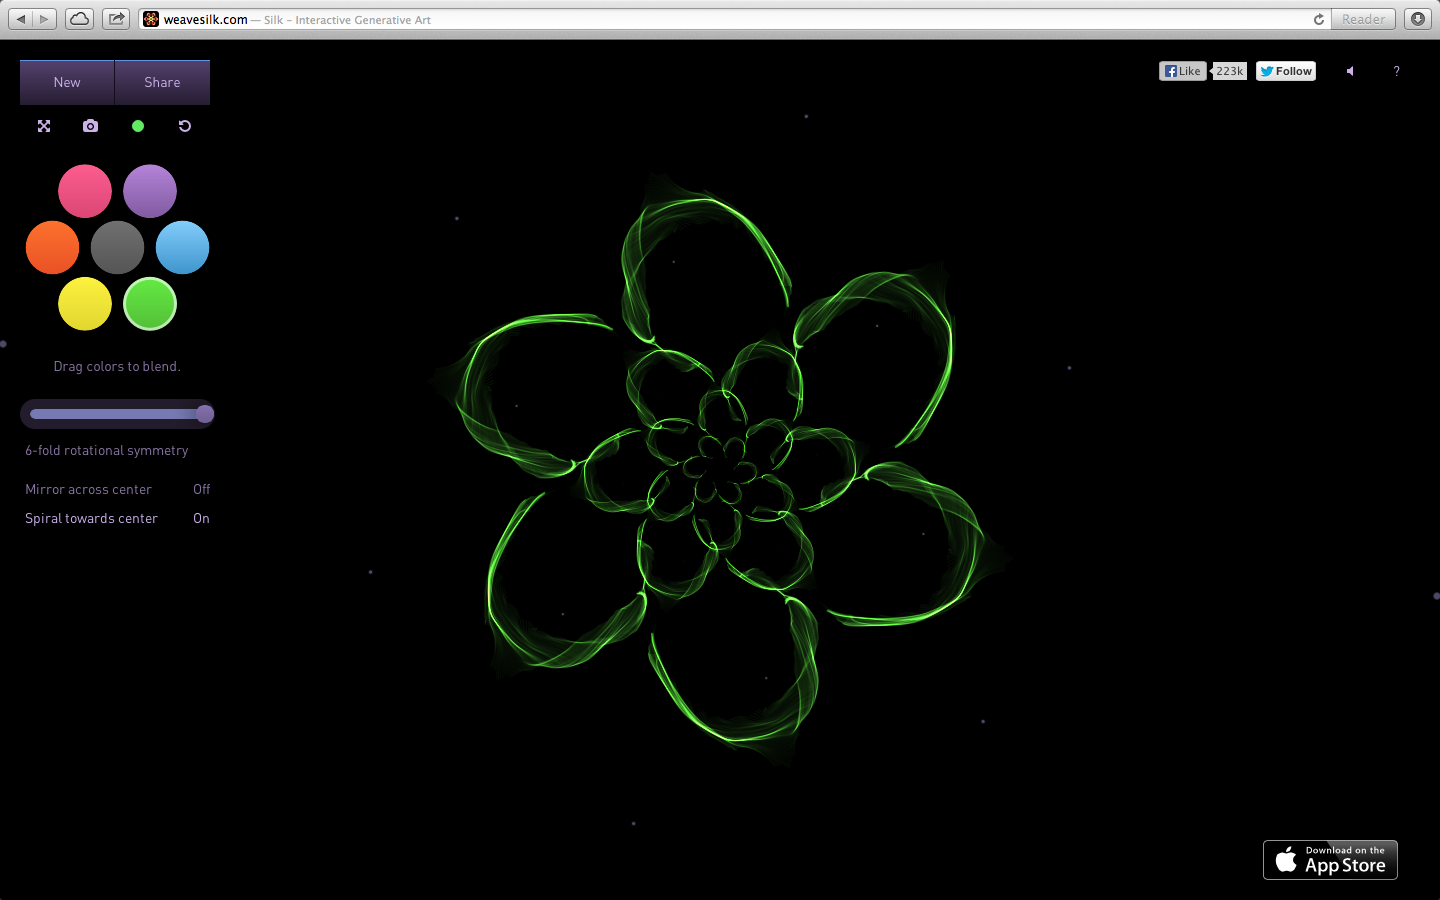 weavesilk.com — Silk – Interactive Generative Art
Reader
New
Share
Like
223k
Follow
?
Drag colors to blend.
6-fold rotational symmetry
Mirror across center Off
Spiral towards center On
Download on the
App Store